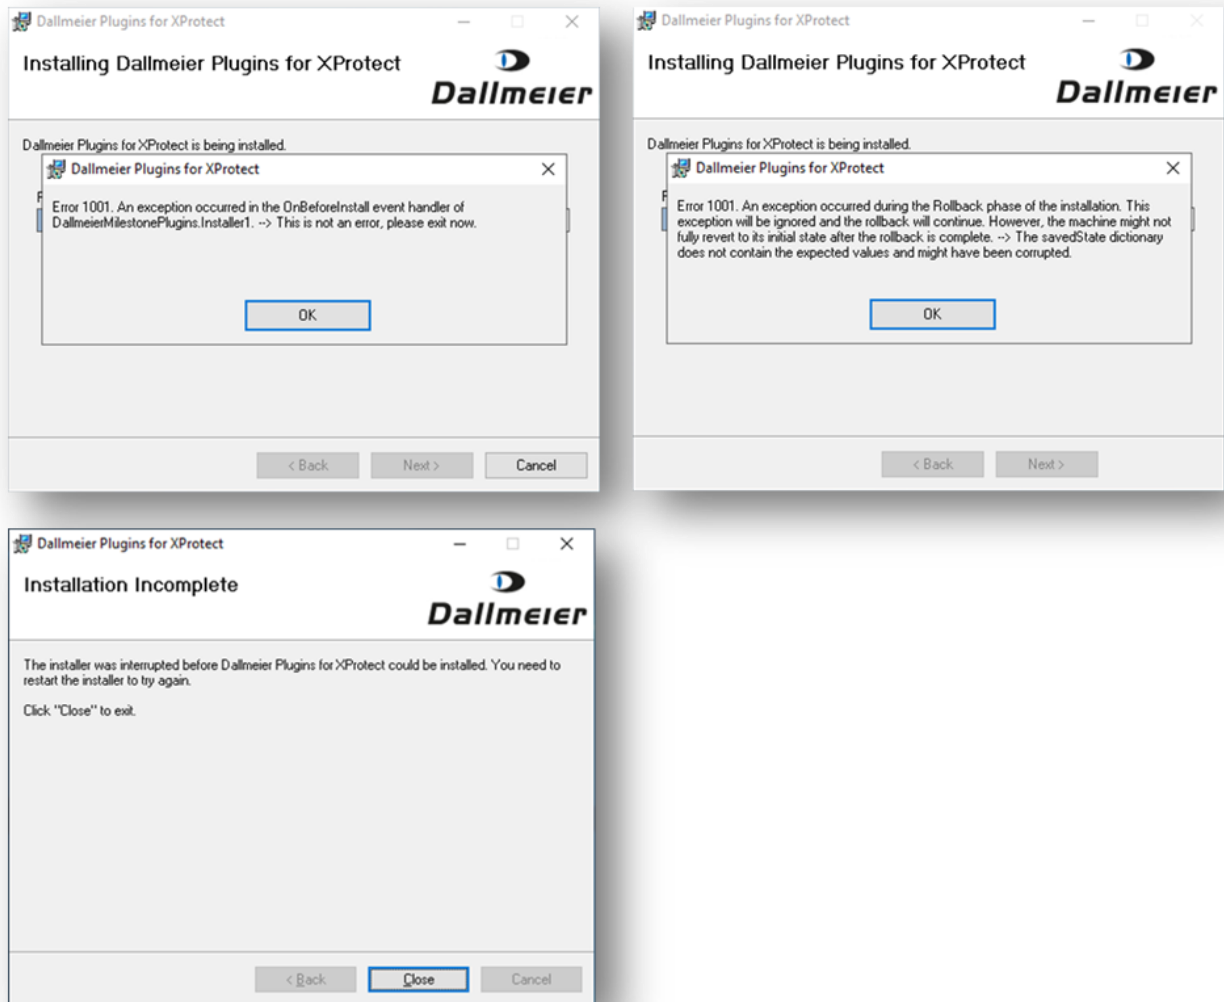 Dallmeier Plugins for XProtect
Installing Dallmeier Plugins for XProtect
Dallmeier
Dallmeier Plugins for XProtect is being installed.
Dallmeier Plugins for XProtect
Error 1001. An exception occurred in the OnBeforeInstall event handler of
DallmeierMilestonePlugins.Installer1. --> This is not an error, please exit now.
OK
< Back
Next >
Cancel
Dallmeier Plugins for XProtect
Installing Dallmeier Plugins for XProtect
Dallmeier
Dallmeier Plugins for XProtect is being installed.
Dallmeier Plugins for XProtect
Error 1001. An exception occurred during the Rollback phase of the installation. This
exception will be ignored and the rollback will continue. However, the machine might not
fully revert to its initial state after the rollback is complete. --> The savedState dictionary
does not contain the expected values and might have been corrupted.
OK
< Back
Next >
Dallmeier Plugins for XProtect
Installation Incomplete
Dallmeier
The installer was interrupted before Dallmeier Plugins for XProtect could be installed. You need to
restart the installer to try again.
Click "Close" to exit.
< Back
Close
Cancel